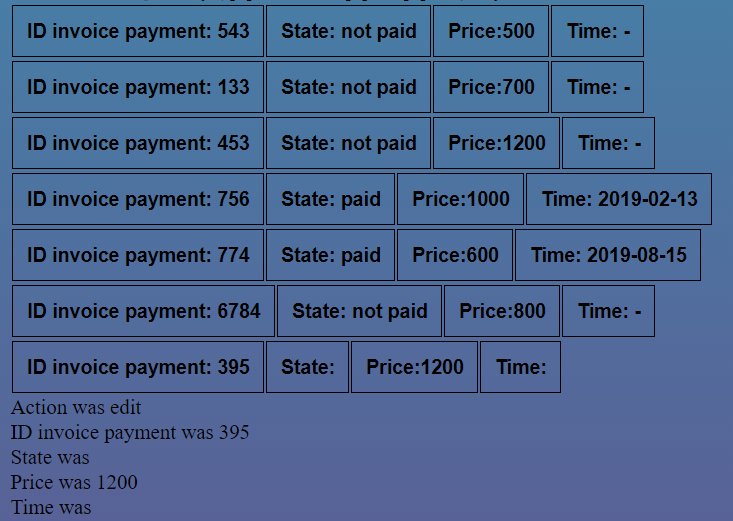 ID invoice payment: 543 State: not paid Price:500 Time: -
ID invoice payment: 133 State: not paid Price:700 Time: -
ID invoice payment: 453 State: not paid Price:1200 Time: -
ID invoice payment: 756 State: paid Price:1000 Time: 2019-02-13
ID invoice payment: 774 State: paid Price:600 Time: 2019-08-15
ID invoice payment: 6784 State: not paid Price:800 Time: -
ID invoice payment: 395 State: Price:1200 Time:
Action was edit
ID invoice payment was 395
State was
Price was 1200
Time was